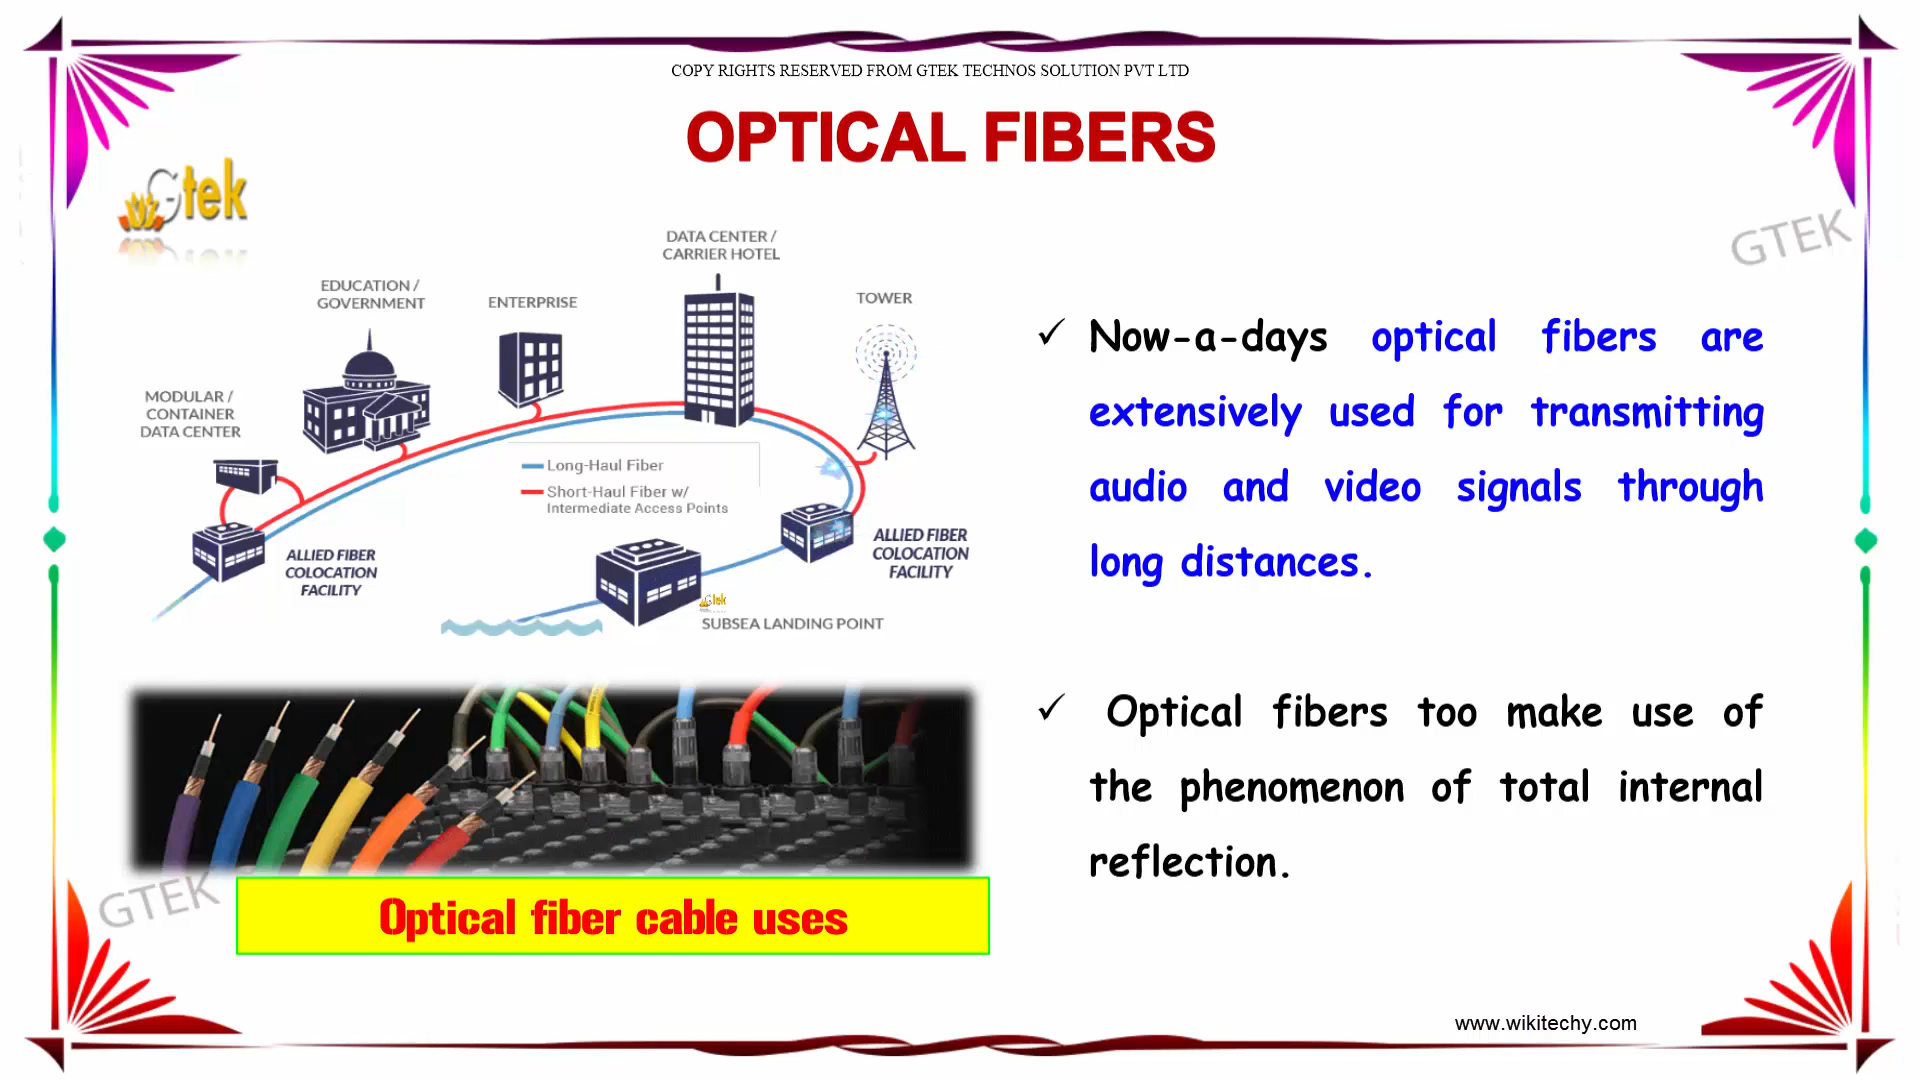 COPY RIGHTS RESERVED FROM GTEK TECHNOS SOLUTION PVT LTD
OPTICAL FIBERS
Gtek
GTEK
DATA CENTER /
CARRIER HOTEL
EDUCATION /
GOVERNMENT
ENTERPRISE
TOWER
MODULAR /
CONTAINER
DATA CENTER
Long-Haul Fiber
Short-Haul Fiber w/
Intermediate Access Points
ALLIED FIBER
COLOCATION
FACILITY
ALLIED FIBER
COLOCATION
FACILITY
Gtek
SUBSEA LANDING POINT
✓ Now-a-days optical fibers are
extensively used for transmitting
audio and video signals through
long distances.
✓ Optical fibers too make use of
the phenomenon of total internal
reflection.
GTEK
Optical fiber cable uses
www.wikitechy.com